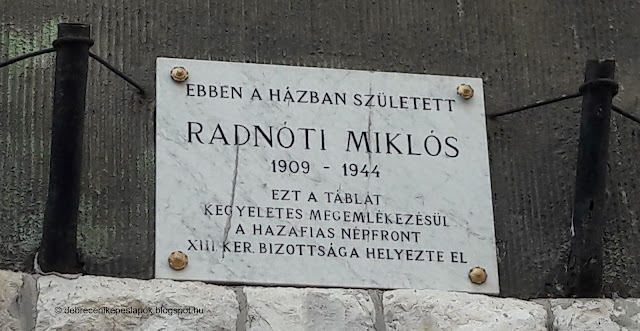 EBBEN A HÁZBAN SZÜLETETT
RADNÓTI MIKLÓS
1909 - 1944
EZT A TÁBLÁT
KEGYELETES MEGEMLÉKEZÉSÜL
A HAZAFIAS NÉPFRONT
XIII. KER. BIZOTTSÁGA HELYEZTE EL
© debrecenikepeslapok.blogspot.hu